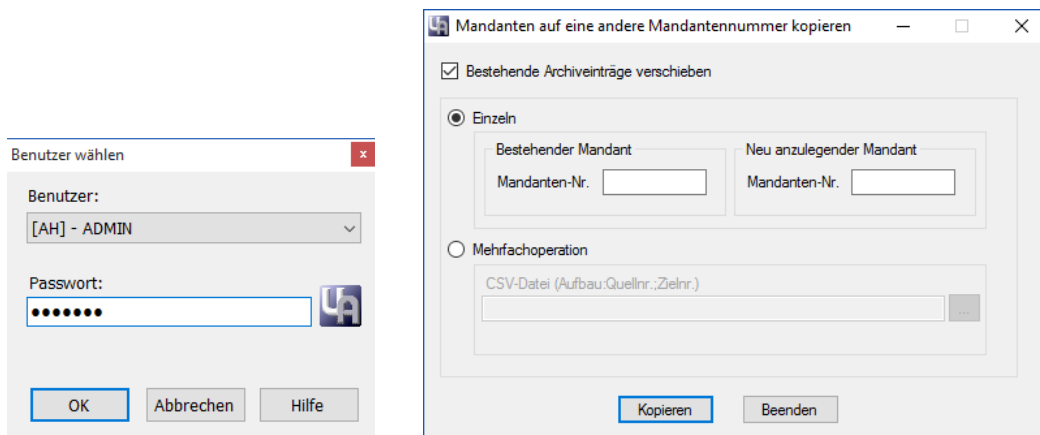 Benutzer wählen
x
Benutzer:
[AH] - ADMIN
Passwort:
•••••••
OK Abbrechen Hilfe
Mandanten auf eine andere Mandantennummer kopieren
Bestehende Archiveinträge verschieben
Einzeln
Bestehender Mandant
Mandanten-Nr.
Neu anzulegender Mandant
Mandanten-Nr.
Mehrfachoperation
CSV-Datei (Aufbau:Quellnr.;Zielnr.)
...
Kopieren Beenden